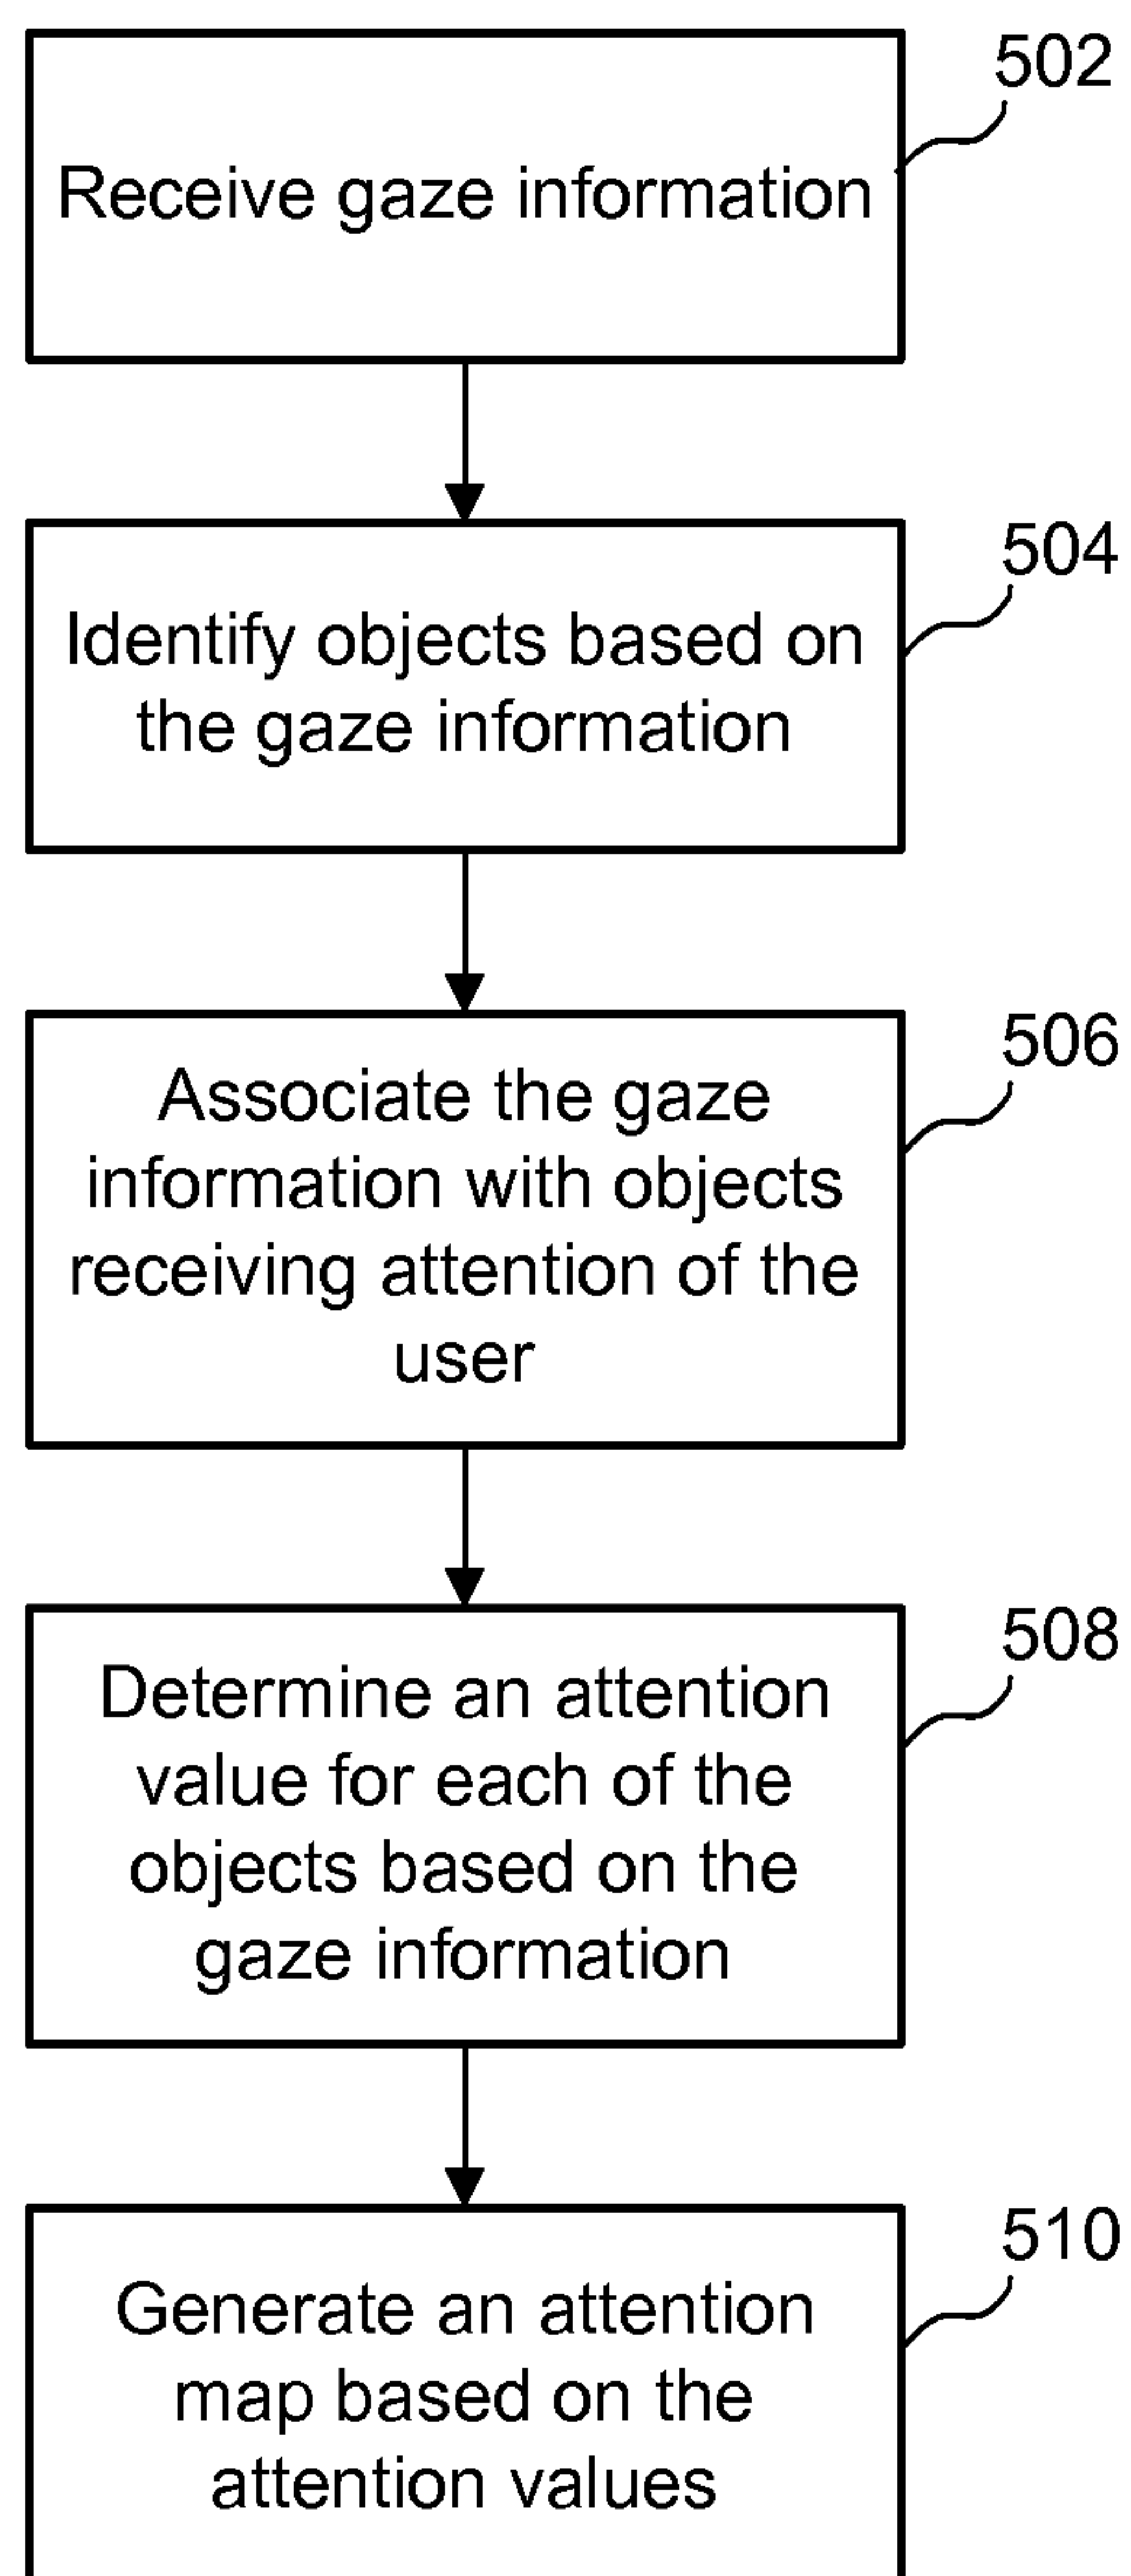 502
Receive gaze information
504
Identify objects based on
the gaze information
506
Associate the gaze
information with objects
receiving attention of the
user
508
Determine an attention
value for each of the
objects based on the
gaze information
510
Generate an attention
map based on the
attention values